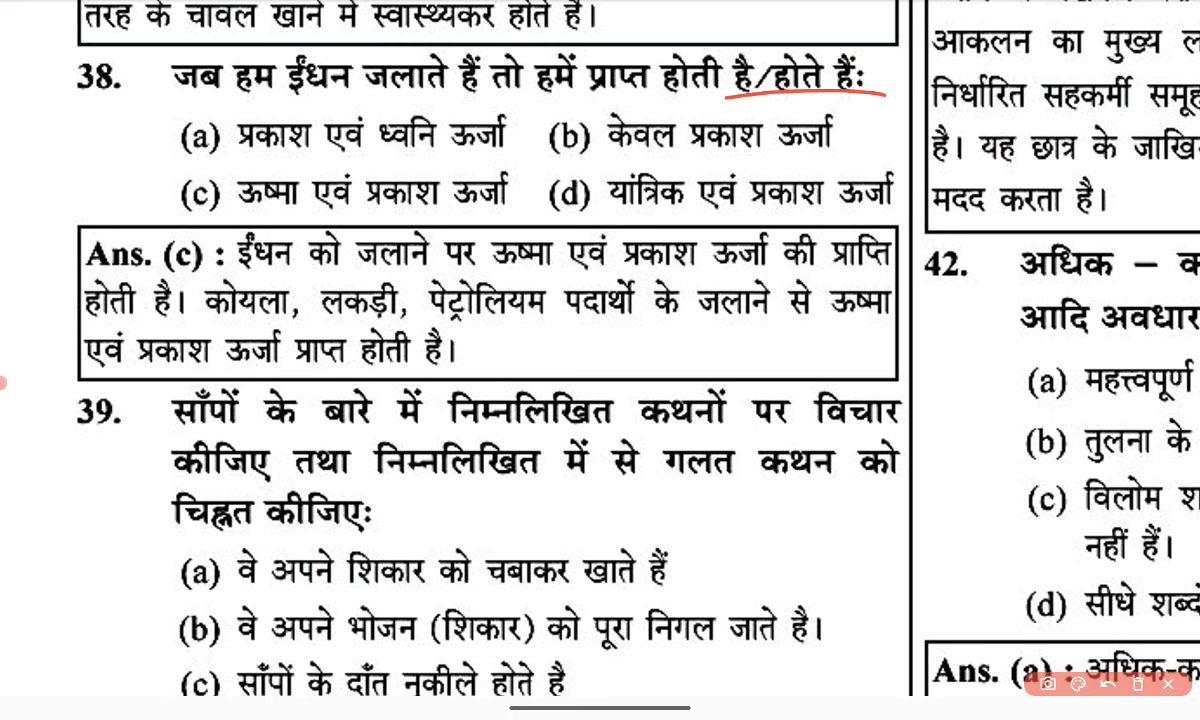 तरह के चावल खाने में स्वास्थ्यकर होते हैं।
38. जब हम ईंधन जलाते हैं तो हमें प्राप्त होती है/होते हैंः
(a) प्रकाश एवं ध्वनि ऊर्जा (b) केवल प्रकाश ऊर्जा
(c) ऊष्मा एवं प्रकाश ऊर्जा (d) यांत्रिक एवं प्रकाश ऊर्जा
Ans. (c) : ईंधन को जलाने पर ऊष्मा एवं प्रकाश ऊर्जा की प्राप्ति
होती है। कोयला, लकड़ी, पेट्रोलियम पदार्थो के जलाने से ऊष्मा
एवं प्रकाश ऊर्जा प्राप्त होती है।
39. साँपों के बारे में निम्नलिखित कथनों पर विचार
कीजिए तथा निम्नलिखित में से गलत कथन को
चिह्नत कीजिएः
(a) वे अपने शिकार को चबाकर खाते हैं
(b) वे अपने भोजन (शिकार) को पूरा निगल जाते है।
(c) साँपों के दाँत नुकीले होते है
आकलन का मुख्य
निर्धारित सहकर्मी समूह
है। यह छात्र के
मदद करता है।
42. अधिक –
आदि
(a) महत्त्वपूर्ण
(b) तुलना के
(c) विलोम
नहीं हैं।
(d) सीधे
Ans. (a) :